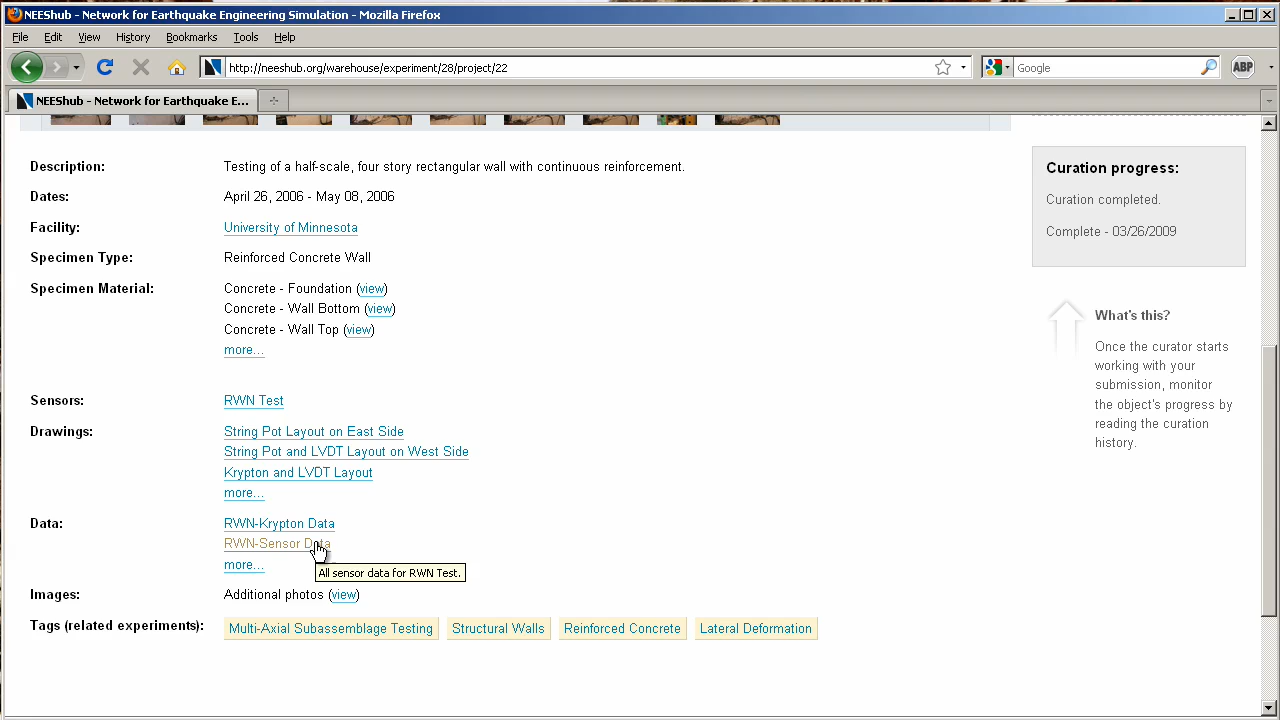 NEEShub - Network for Earthquake Engineering Simulation - Mozilla Firefox
File Edit View History Bookmarks Tools Help
http://neeshub.org/warehouse/experiment/28/project/22
Google
ABP
NEEShub - Network for Earthquake E...
Description: Testing of a half-scale, four story rectangular wall with continuous reinforcement.
Dates: April 26, 2006 - May 08, 2006
Facility: University of Minnesota
Specimen Type: Reinforced Concrete Wall
Specimen Material: Concrete - Foundation (view)
Concrete - Wall Bottom (view)
Concrete - Wall Top (view)
more...
Sensors: RWN Test
Drawings: String Pot Layout on East Side
String Pot and LVDT Layout on West Side
Krypton and LVDT Layout
more...
Data: RWN-Krypton Data
RWN-Sensor Data
more...
All sensor data for RWN Test.
Images: Additional photos (view)
Tags (related experiments): Multi-Axial Subassemblage Testing Structural Walls Reinforced Concrete Lateral Deformation
Curation progress:
Curation completed.
Complete - 03/26/2009
What's this?
Once the curator starts
working with your
submission, monitor
the object's progress by
reading the curation
history.